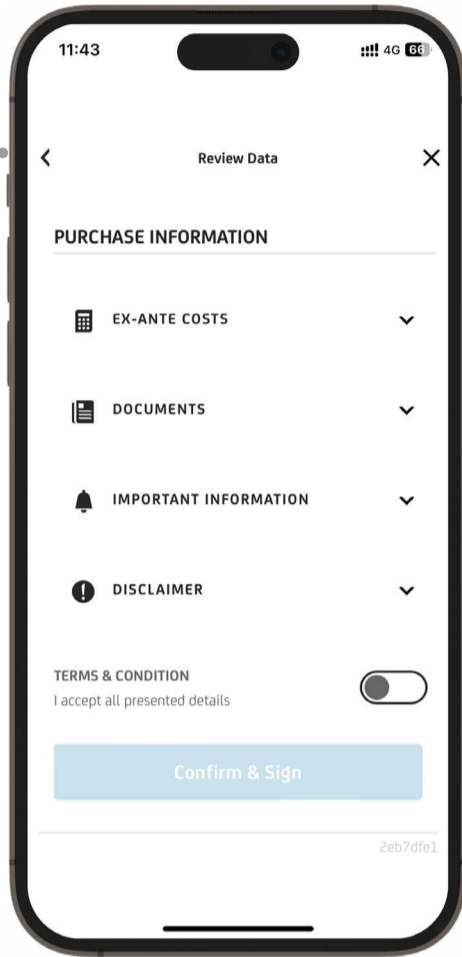 11:43
4G 66
Review Data
PURCHASE INFORMATION
EX-ANTE COSTS
DOCUMENTS
IMPORTANT INFORMATION
DISCLAIMER
TERMS & CONDITION
I accept all presented details
Confirm & Sign
2eb7dfe1